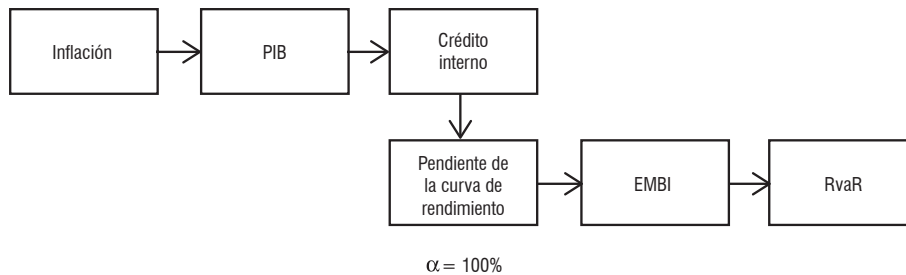 Inflación
PIB
Crédito
interno
Pendiente de
la curva de
rendimiento
EMBI
RvaR
α = 100%